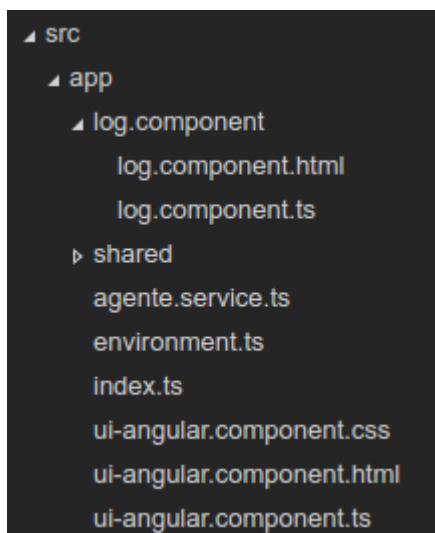 src
app
log.component
log.component.html
log.component.ts
shared
agente.service.ts
environment.ts
index.ts
ui-angular.component.css
ui-angular.component.html
ui-angular.component.ts